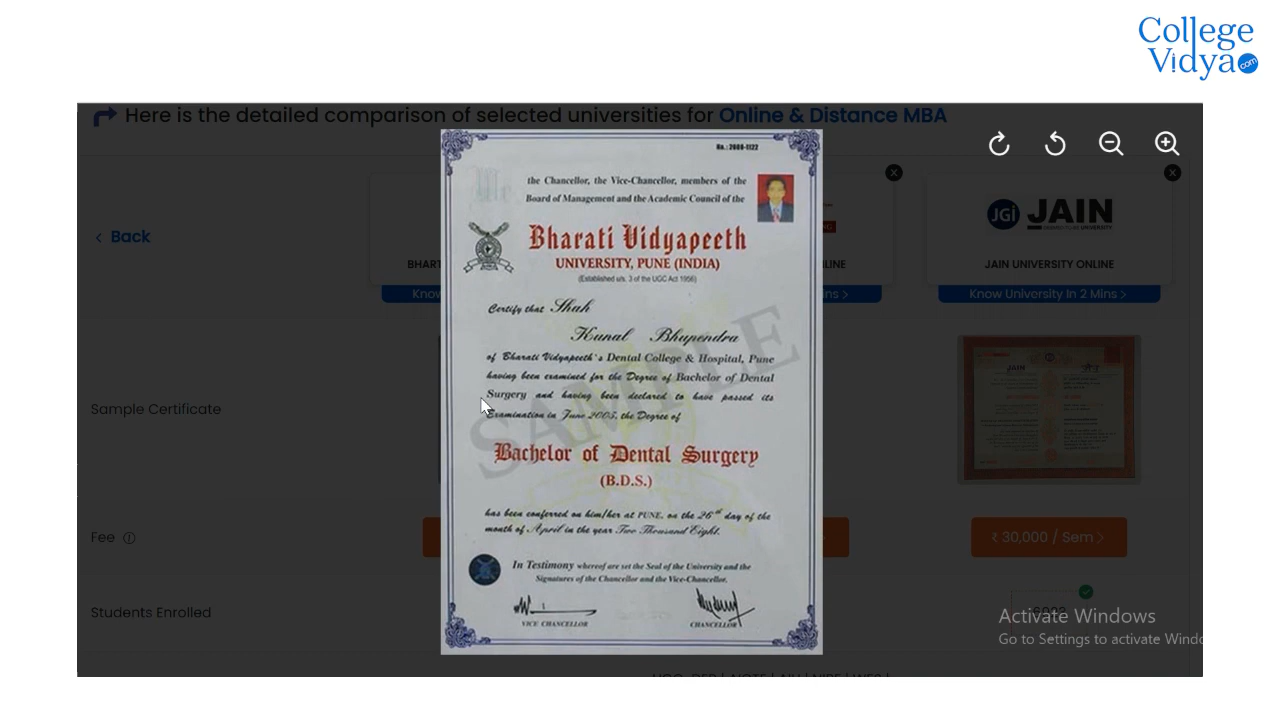 College
Vidya.com
Here is the detailed comparison of selected universities for Online & Distance MBA
No.: 2008-1122
We
the Chancellor, the Vice-Chancellor, members of the
Board of Management and the Academic Council of the
Bharati Vidyapeeth
UNIVERSITY, PUNE (INDIA)
(Established u/s. 3 of the UGC Act 1956)
Certify that Shah
Kunal Bhupendra
of Bharati Vidyapeeth's Dental College & Hospital, Pune
having been examined for the Degree of Bachelor of Dental
Surgery and having been declared to have passed its
Examination in June 2005, the Degree of
SAMPLE
Bachelor of Dental Surgery
(B.D.S.)
has been conferred on him/her at PUNE, on the 26th day of the
month of April in the year Two Thousand Eight.
In Testimony whereof are set the Seal of the University and the
Signatures of the Chancellor and the Vice-Chancellor.
VICE CHANCELLOR
CHANCELLOR
Back
BHART
LINE
Know
ns >
JGI JAIN
JAIN UNIVERSITY ONLINE
Know University In 2 Mins >
Sample Certificate
JAIN
Fee
₹ 30,000 / Sem >
Students Enrolled
Activate Windows
Go to Settings to activate Windo